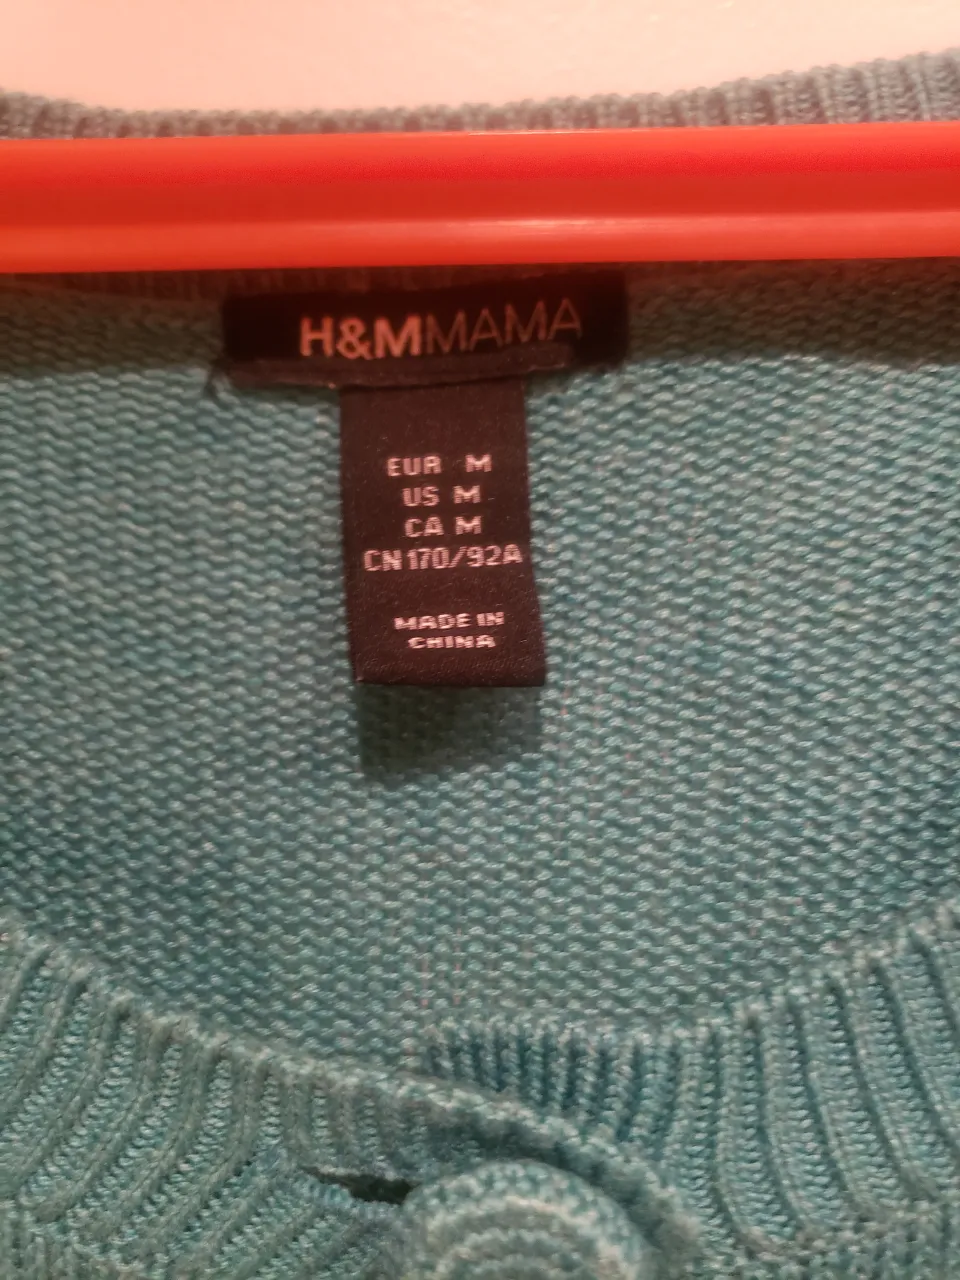 H&MMAMA
EUR M
US M
CA M
CN 170/92A
MADE IN
CHINA